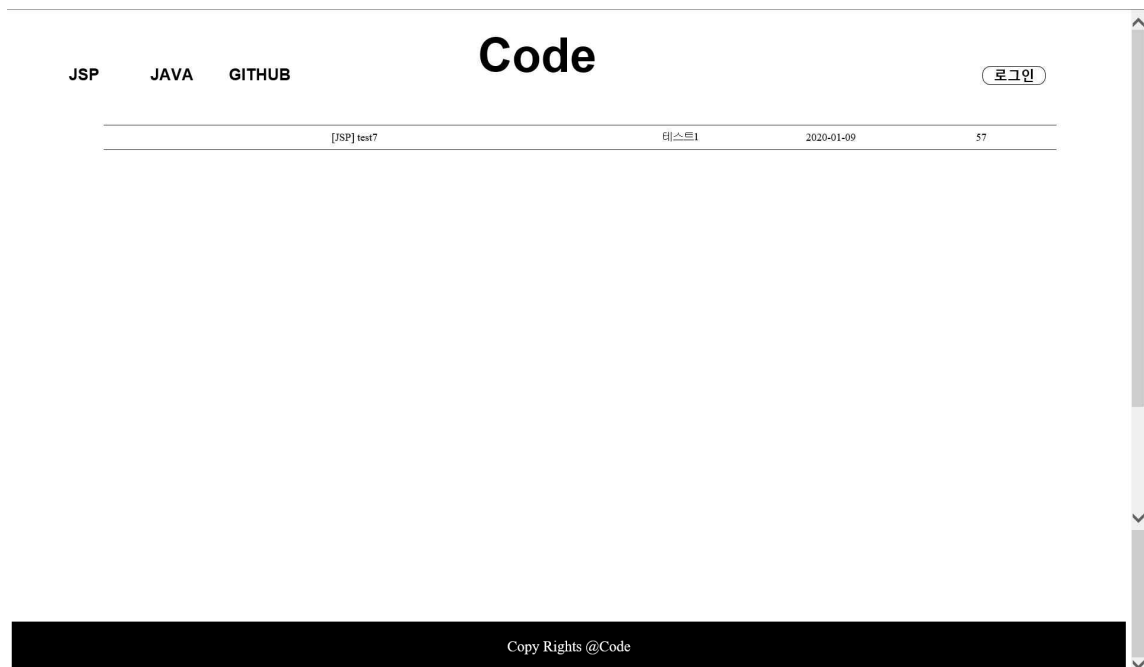 Code
JSP JAVA GITHUB 로그인
[JSP] test7 테스트1 2020-01-09 57
Copy Rights @Code